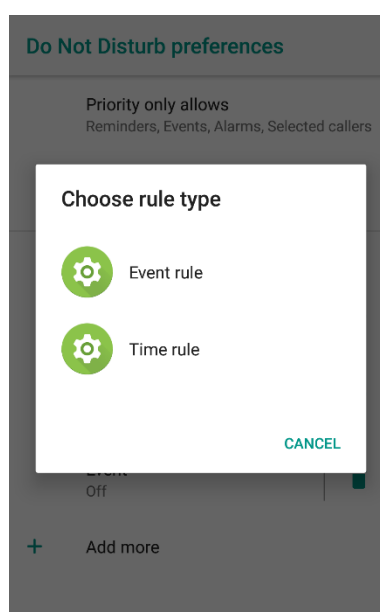 Do Not Disturb preferences
Priority only allows
Reminders, Events, Alarms, Selected callers
Choose rule type
Event rule
Time rule
CANCEL
Event
Off
Add more